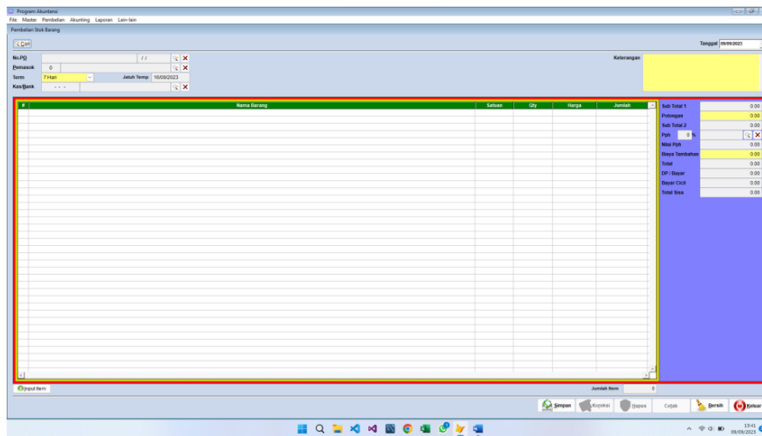 Program Akuntansi
File Master Pembelian Akunting Laporan Lain-lain
Pembelian Stok Barang
Cari
Tanggal 09/09/2023
No.PO / /
Keterangan
Pemasok 0
Term 7 Hari Jatuh Tempo 16/09/2023
Kas/Bank - - -
# Nama Barang Satuan Qty Harga Jumlah
Sub Total 1 0.00
Potongan 0.00
Sub Total 2 0.00
Pph 0 %
Nilai Pph 0.00
Biaya Tambahan 0.00
Total 0.00
DP / Bayar 0.00
Bayar Cicil 0.00
Total Sisa 0.00
Input Item
Jumlah Item 0
Simpan Koreksi Hapus Cetak Bersih Keluar
13:41
09/09/2023